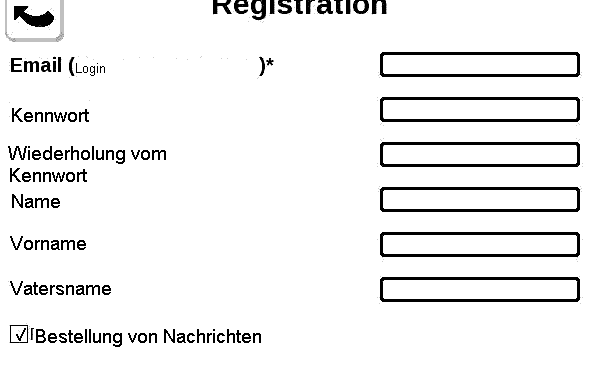 Registration
Email (Login )*
Kennwort
Wiederholung vom
Kennwort
Name
Vorname
Vatersname
Bestellung von Nachrichten